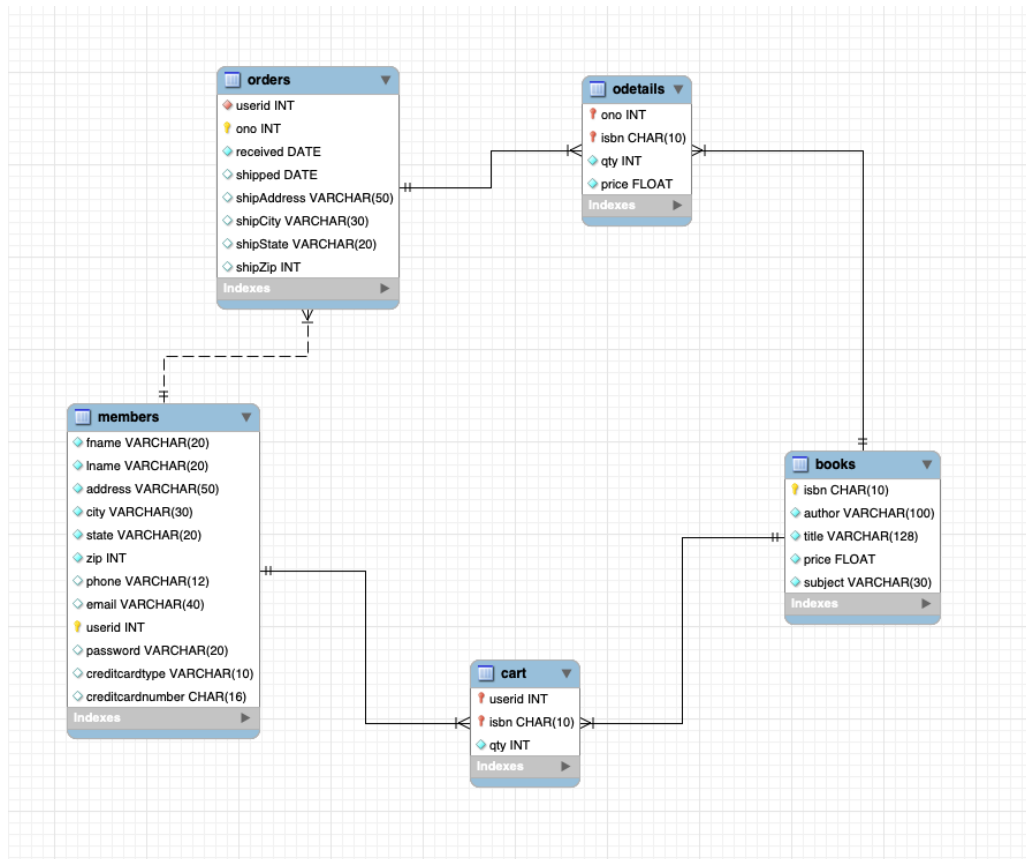 orders
userid INT
ono INT
received DATE
shipped DATE
shipAddress VARCHAR(50)
shipCity VARCHAR(30)
shipState VARCHAR(20)
shipZip INT
Indexes
odetails
ono INT
isbn CHAR(10)
qty INT
price FLOAT
Indexes
members
fname VARCHAR(20)
lname VARCHAR(20)
address VARCHAR(50)
city VARCHAR(30)
state VARCHAR(20)
zip INT
phone VARCHAR(12)
email VARCHAR(40)
userid INT
password VARCHAR(20)
creditcardtype VARCHAR(10)
creditcardnumber CHAR(16)
Indexes
books
isbn CHAR(10)
author VARCHAR(100)
title VARCHAR(128)
price FLOAT
subject VARCHAR(30)
Indexes
cart
userid INT
isbn CHAR(10)
qty INT
Indexes